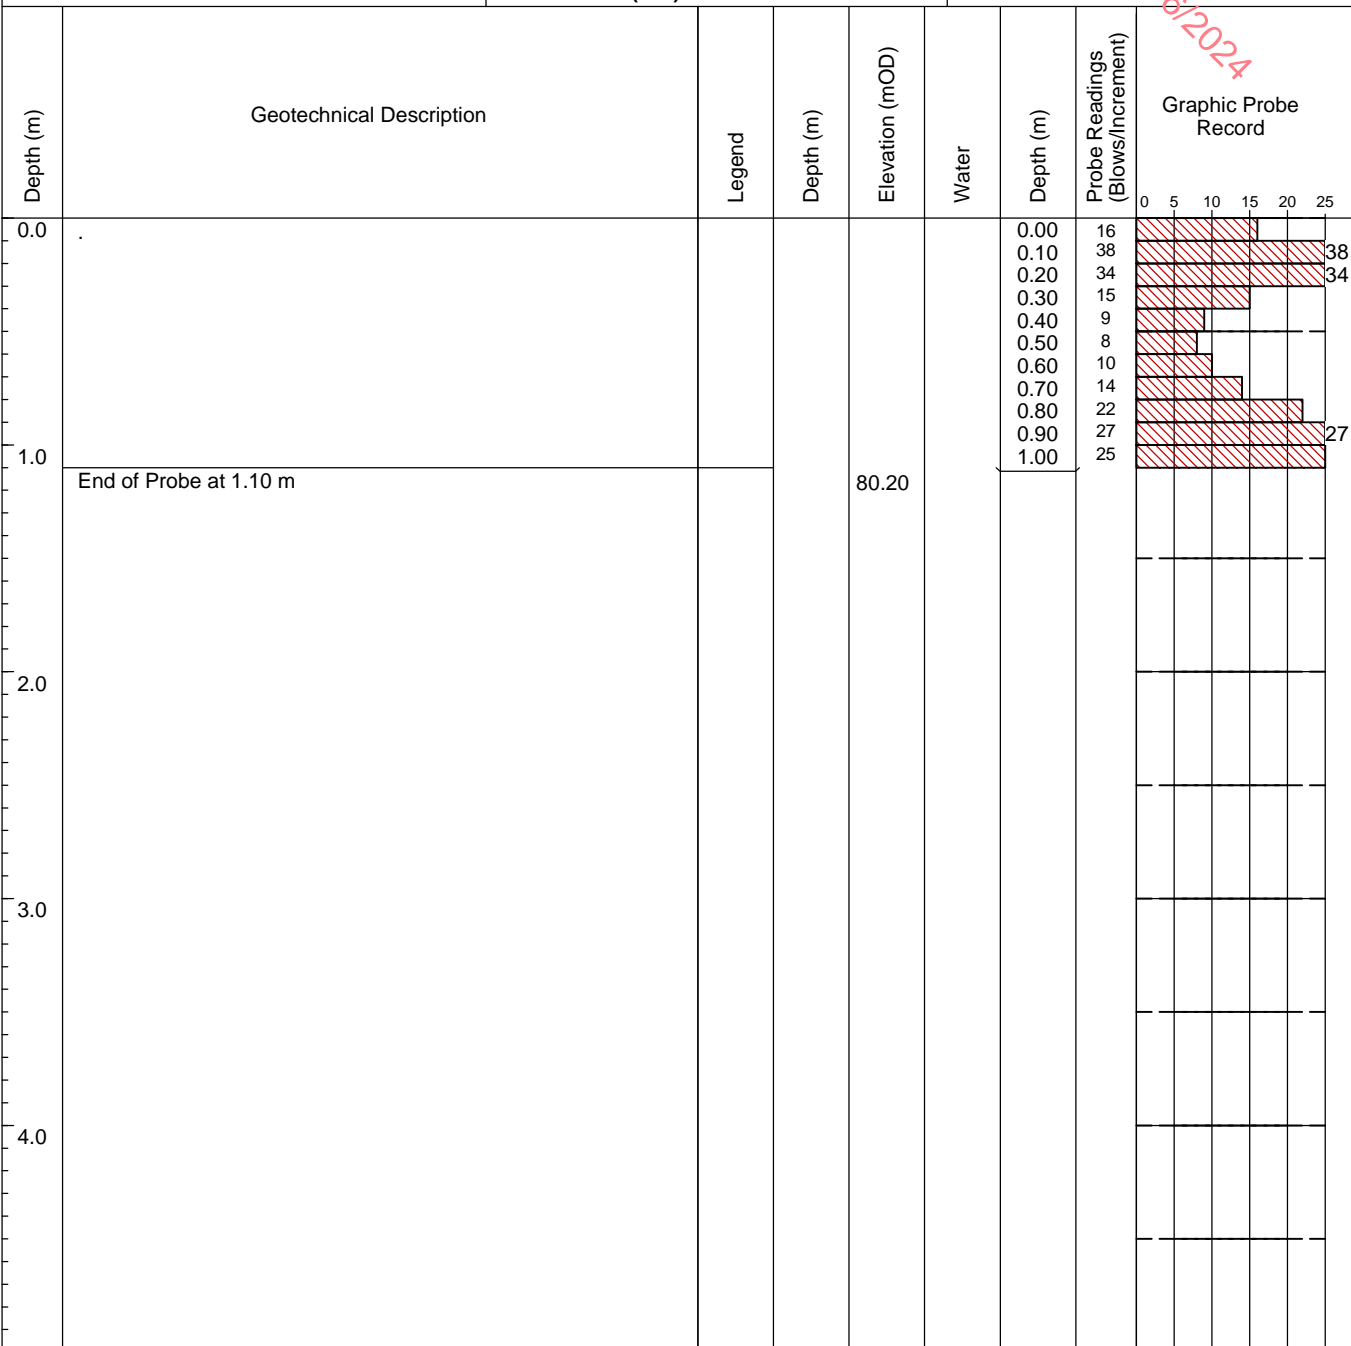 Depth (m)
Geotechnical Description
Legend
Depth (m)
Elevation (mOD)
Water
Depth (m)
Probe Readings
(Blows/Increment)
Graphic Probe
Record
0 5 10 15 20 25
0.0 . 0.00 16
0.10 38 38
0.20 34 34
0.30 15
0.40 9
0.50 8
0.60 10
0.70 14
0.80 22
0.90 27 27
1.0 1.00 25
End of Probe at 1.10 m 80.20
2.0
3.0
4.0